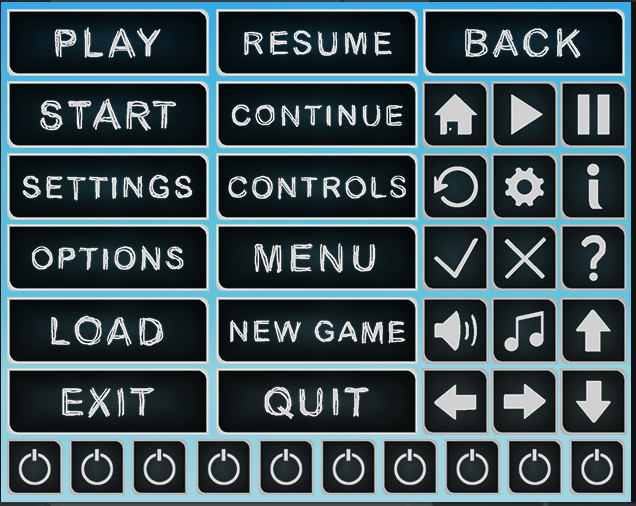 PLAY RESUME BACK
START CONTINUE
SETTINGS CONTROLS
OPTIONS MENU
LOAD NEW GAME
EXIT QUIT